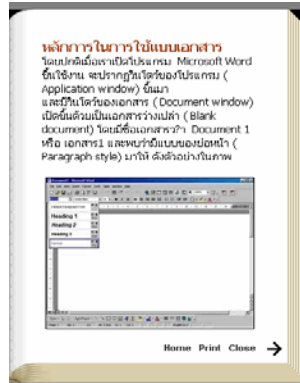 หลักการในการใช้แบบเอกสาร
โดยปกติเมื่อเราเปิดโปรแกรม Microsoft Word
ขึ้นใช้งาน จะปรากฏวินโดว์ของโปรแกรม (
Application window) ขึ้นมา
และมีวินโดว์ของเอกสาร ( Document window)
เปิดขึ้นด้วยเป็นเอกสารว่างเปล่า ( Blank
document) โดยมีชื่อเอกสารว่า Document 1
หรือ เอกสาร1 และพบว่ามีแบบของย่อหน้า (
Paragraph style) มาให้ ดังตัวอย่างในภาพ
Heading 1
Heading 2
Heading 3
Home Print Close